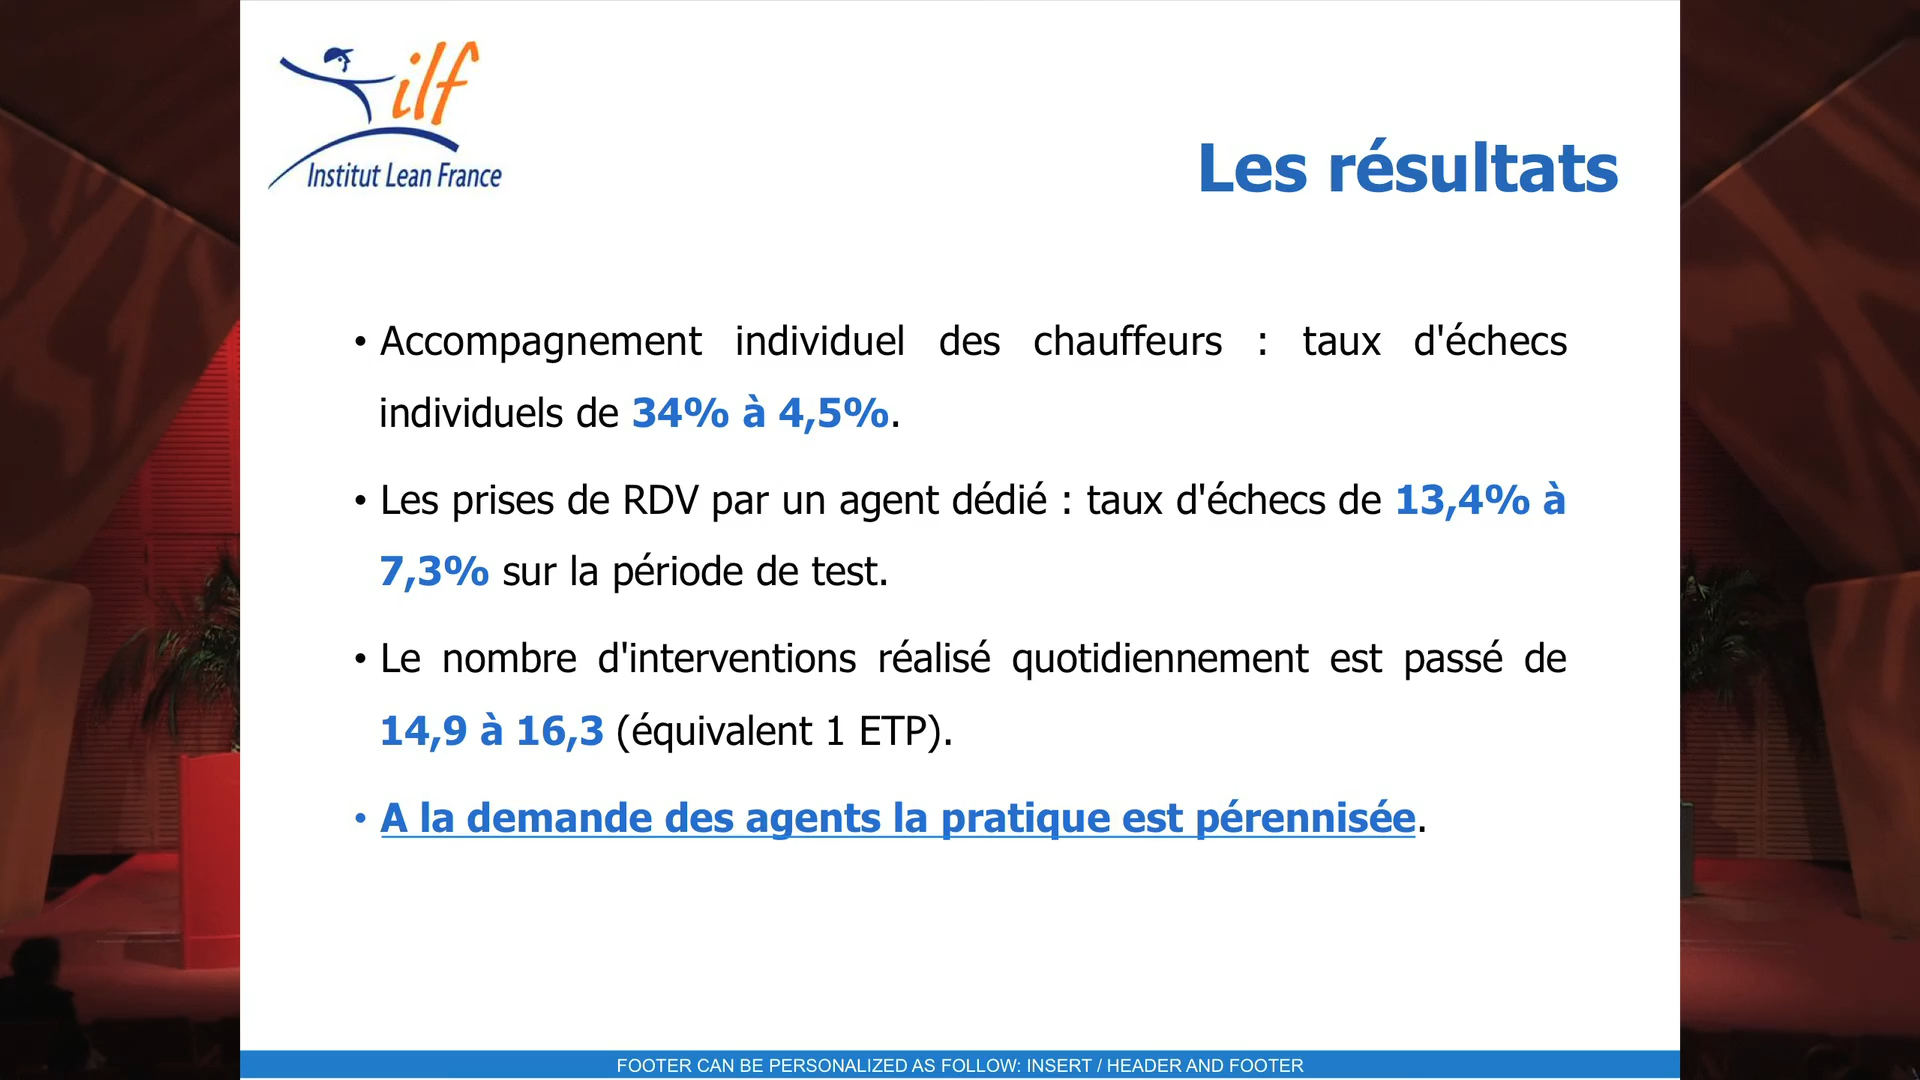 ilf
Institut Lean France
Les résultats
• Accompagnement individuel des chauffeurs : taux d'échecs
individuels de 34% à 4,5%.
• Les prises de RDV par un agent dédié : taux d'échecs de 13,4% à
7,3% sur la période de test.
• Le nombre d'interventions réalisé quotidiennement est passé de
14,9 à 16,3 (équivalent 1 ETP).
• A la demande des agents la pratique est pérennisée.
FOOTER CAN BE PERSONALIZED AS FOLLOW: INSERT / HEADER AND FOOTER